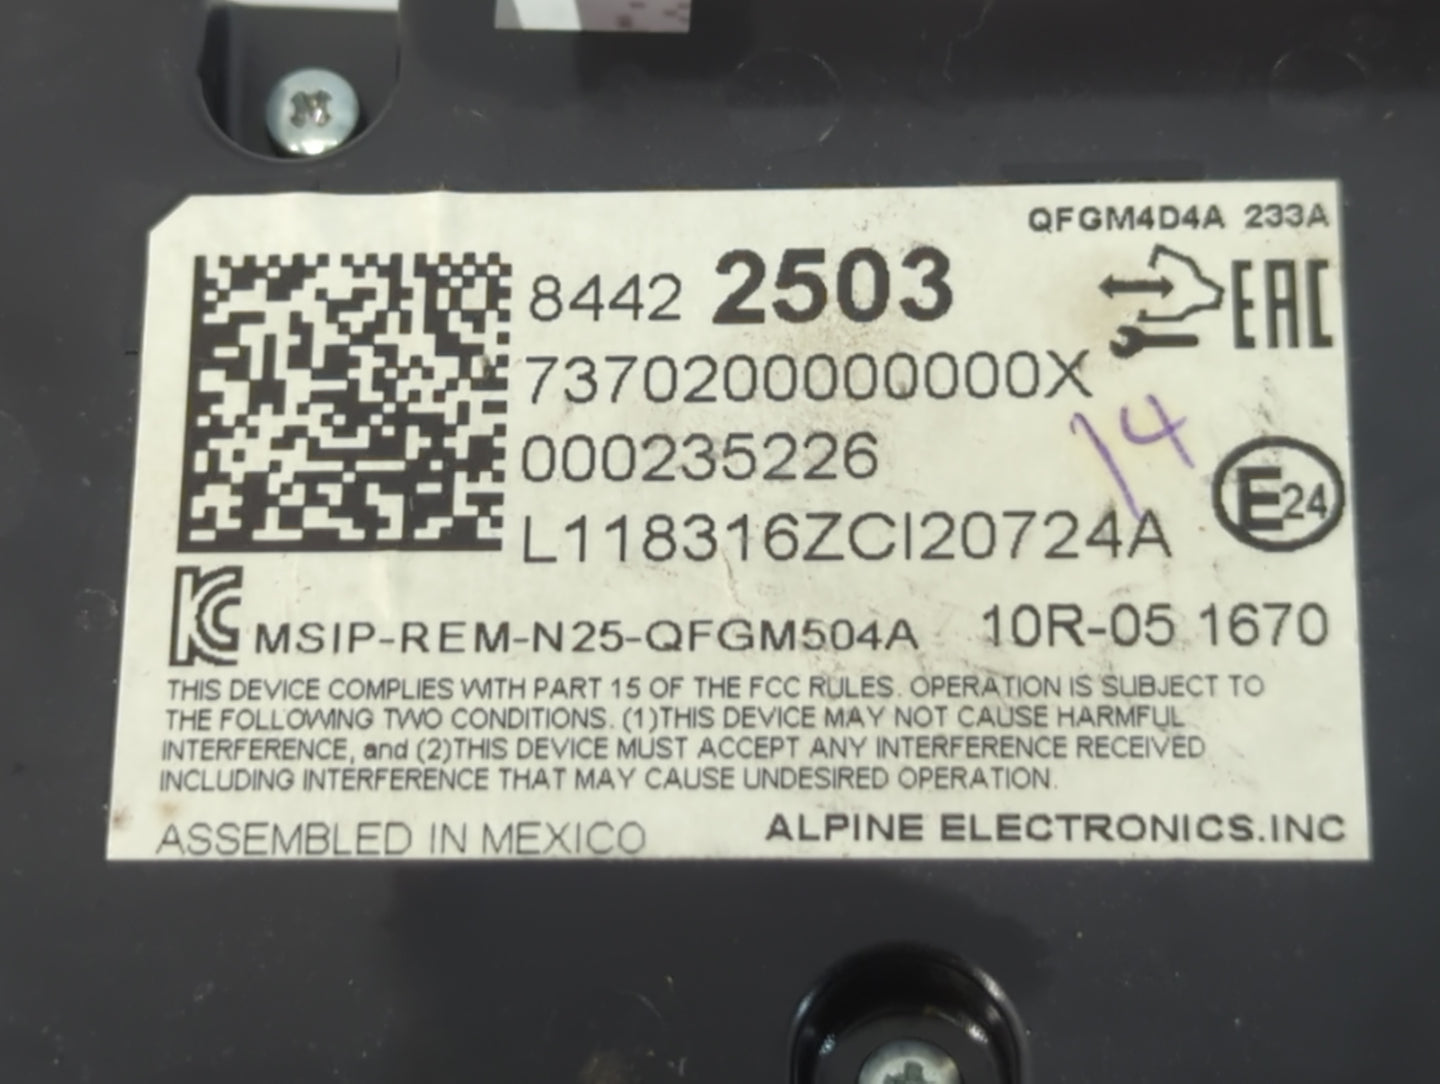 QFGM4D4A 233A
8442 2503
EAC
7370200000000X
14
000235226
E24
L118316ZCI20724A
KC MSIP-REM-N25-QFGM504A 10R-05 1670
THIS DEVICE COMPLIES WITH PART 15 OF THE FCC RULES. OPERATION IS SUBJECT TO
THE FOLLOWING TWO CONDITIONS. (1)THIS DEVICE MAY NOT CAUSE HARMFUL
INTERFERENCE, and (2)THIS DEVICE MUST ACCEPT ANY INTERFERENCE RECEIVED
INCLUDING INTERFERENCE THAT MAY CAUSE UNDESIRED OPERATION.
ASSEMBLED IN MEXICO ALPINE ELECTRONICS.INC